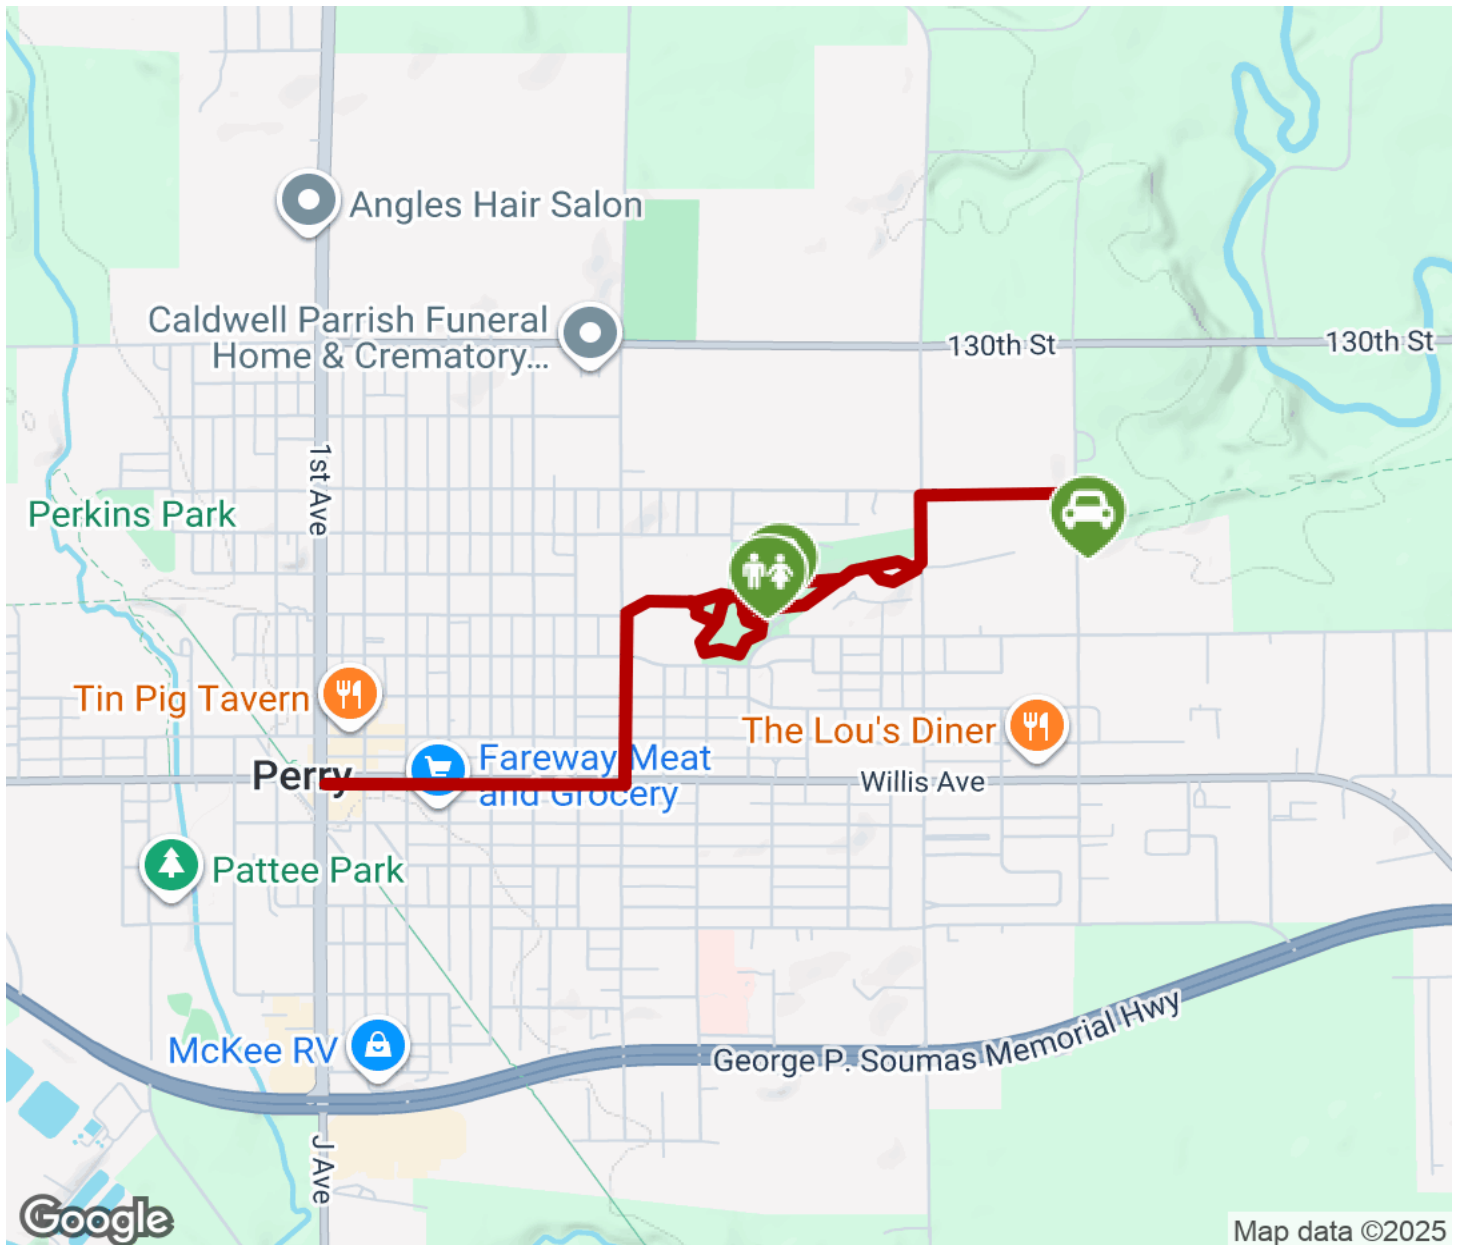 Angles Hair Salon
Caldwell Parrish Funeral
Home & Crematory...
130th St
130th St
1st Ave
Perkins Park
Tin Pig Tavern
The Lou's Diner
Fareway Meat
and Grocery
Perry
Willis Ave
Pattee Park
McKee RV
George P. Soumas Memorial Hwy
J Ave
Google
Map data ©2025